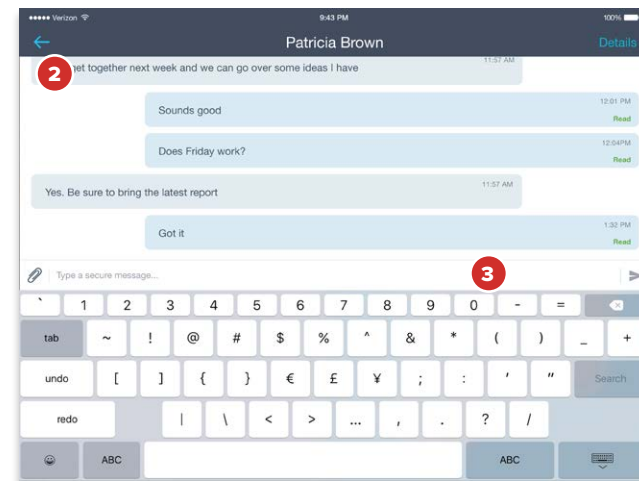 Verizon 9:43 PM 100%
Patricia Brown Details
2 get together next week and we can go over some ideas I have 11:57 AM
Sounds good 12:01 PM
Read
Does Friday work? 12:04PM
Read
Yes. Be sure to bring the latest report 11:57 AM
Got it 1:32 PM
Read
Type a secure message... 3
` 1 2 3 4 5 6 7 8 9 0 - =
tab ~ ! @ # $ % ^ & * ( ) _ +
undo [ ] { } € £ ¥ ; : ' " Search
redo | \ < > ... , . ? /
ABC ABC